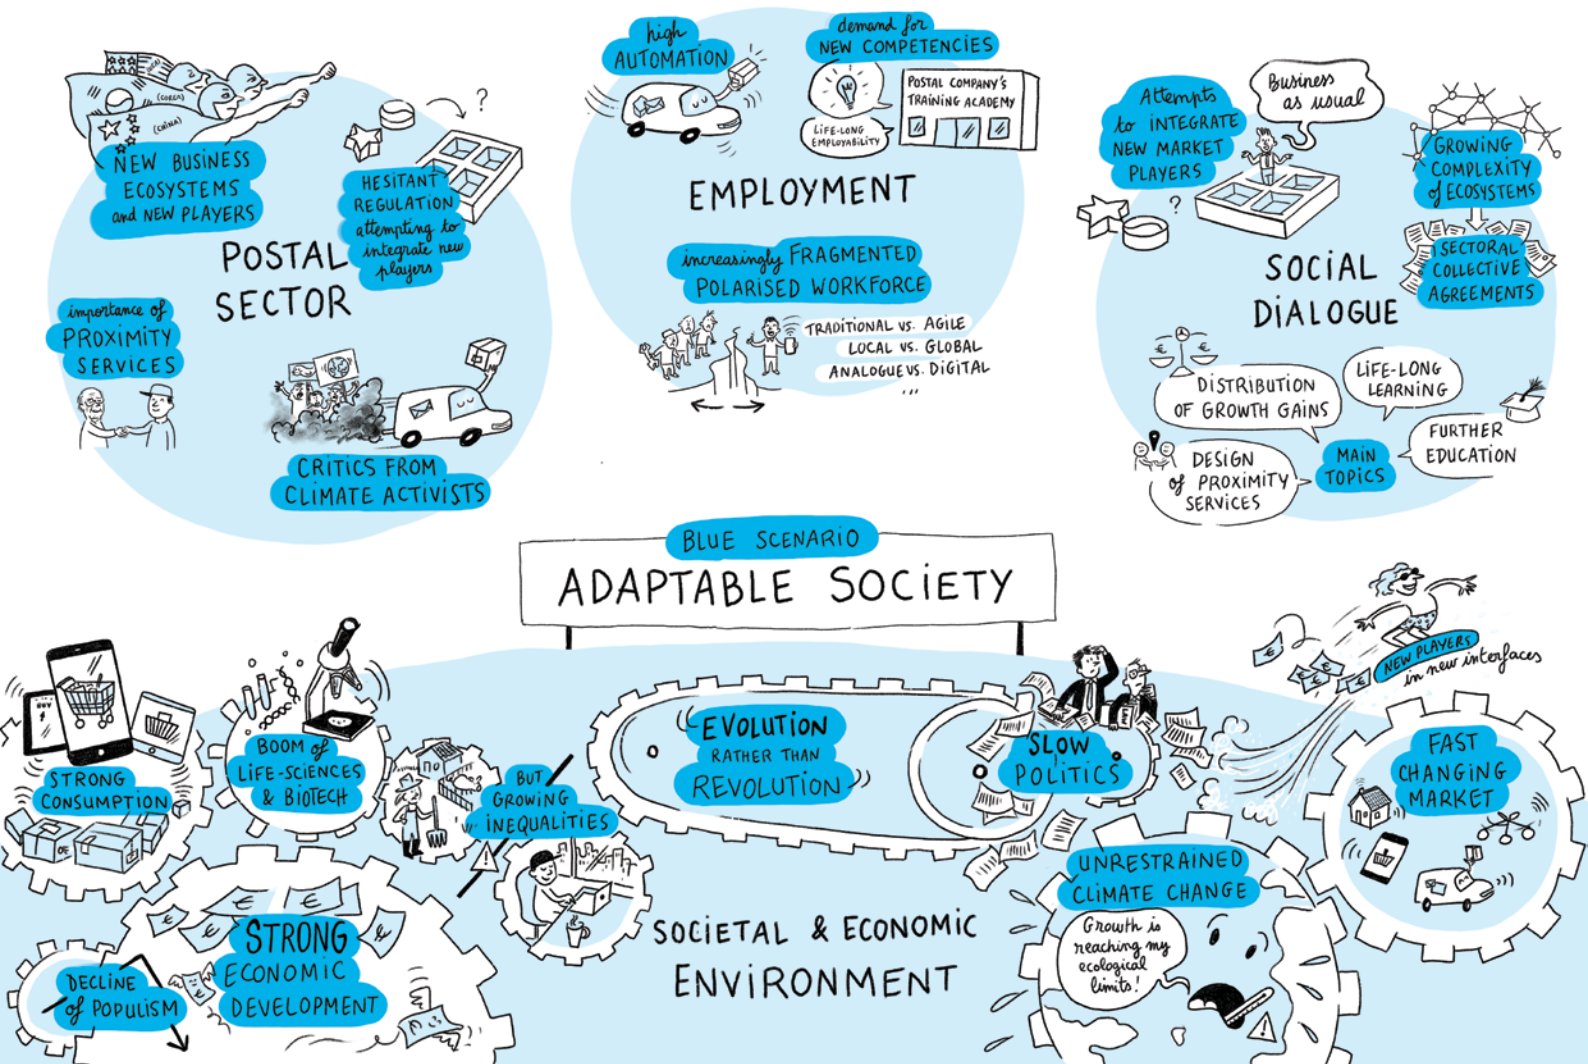 (COREA)
(CHINA)
NEW BUSINESS
ECOSYSTEMS
and NEW PLAYERS
?
HESITANT
REGULATION
attempting to
integrate new
players
POSTAL
SECTOR
importance of
PROXIMITY
SERVICES
CRITICS FROM
CLIMATE ACTIVISTS
high
AUTOMATION
demand for
NEW COMPETENCIES
LIFE-LONG
EMPLOYABILITY
POSTAL COMPANY'S
TRAINING ACADEMY
EMPLOYMENT
increasingly FRAGMENTED
POLARISED WORKFORCE
TRADITIONAL VS. AGILE
LOCAL VS. GLOBAL
ANALOGUE VS. DIGITAL
...
Attempts
to INTEGRATE
NEW MARKET
PLAYERS
Business
as usual
?
GROWING
COMPLEXITY
of ECOSYSTEMS
SECTORAL
COLLECTIVE
AGREEMENTS
SOCIAL
DIALOGUE
€ €
DISTRIBUTION
OF GROWTH GAINS
LIFE-LONG
LEARNING
FURTHER
EDUCATION
DESIGN
of PROXIMITY
SERVICES
MAIN
TOPICS
BLUE SCENARIO
ADAPTABLE SOCIETY
BUY
STRONG
CONSUMPTION
BOOM of
LIFE-SCIENCES
& BIOTECH
BUT
GROWING
INEQUALITIES
"EVOLUTION
RATHER THAN
REVOLUTION"
SLOW
POLITICS
NEW PLAYERS
in new interfaces
FAST
CHANGING
MARKET
UNRESTRAINED
CLIMATE CHANGE
Growth is
reaching my
ecological
limits!
STRONG
ECONOMIC
DEVELOPMENT
DECLINE
of POPULISM
SOCIETAL & ECONOMIC
ENVIRONMENT